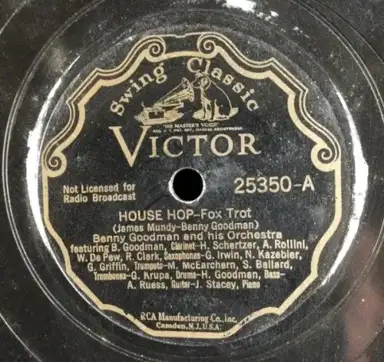 Swing Classic
"HIS MASTER'S VOICE"
VICTOR
Not Licensed for
Radio Broadcast
25350-A
HOUSE HOP-Fox Trot
(James Mundy-Benny Goodman)
Benny Goodman and his Orchestra
featuring B. Goodman, Clarinet-H. Schertzer, A. Rollini,
W. De Pew, R. Clark, Saxophones-G. Irwin, N. Kazebier,
G. Griffin, Trumpets-M. McEarchern, S. Ballard,
Trombones-G. Krupa, Drums-H. Goodman, Bass-
A. Ruess, Guitar-J. Stacey, Piano
RCA Manufacturing Co., Inc.
Camden, N.J. U.S.A.